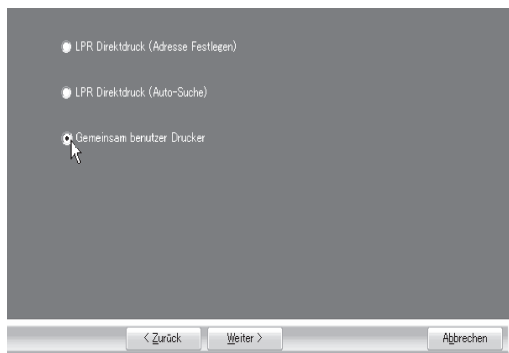 LPR Direktdruck (Adresse Festlegen)
LPR Direktdruck (Auto-Suche)
Gemeinsam benutzer Drucker
< Zurück Weiter > Abbrechen